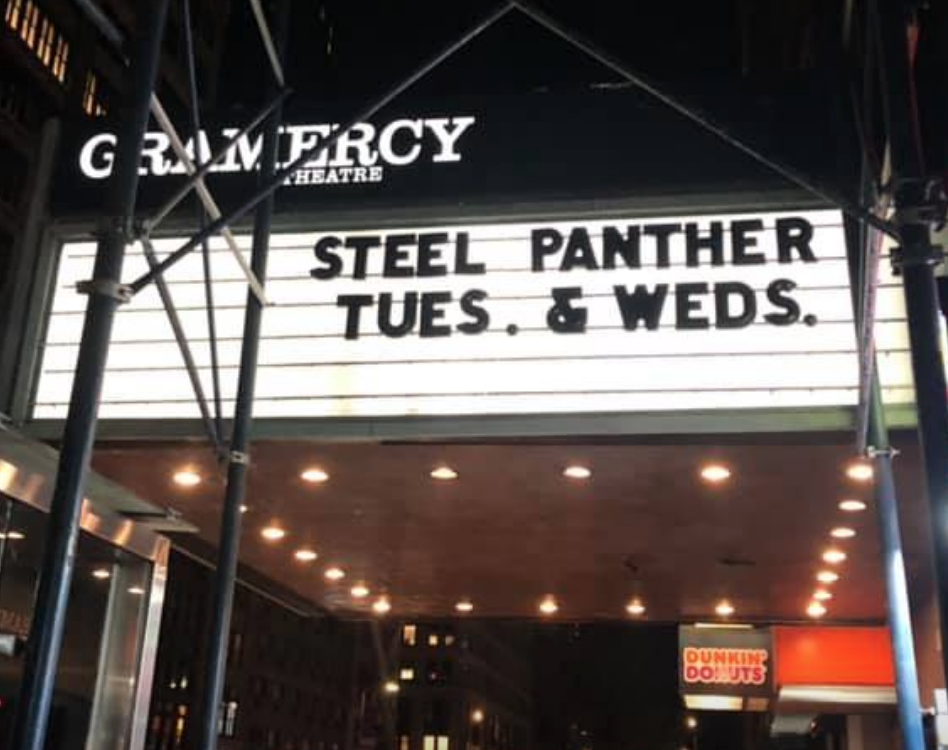 GRAMERCY
THEATRE
STEEL PANTHER
TUES. & WEDS.
DUNKIN'
DONUTS